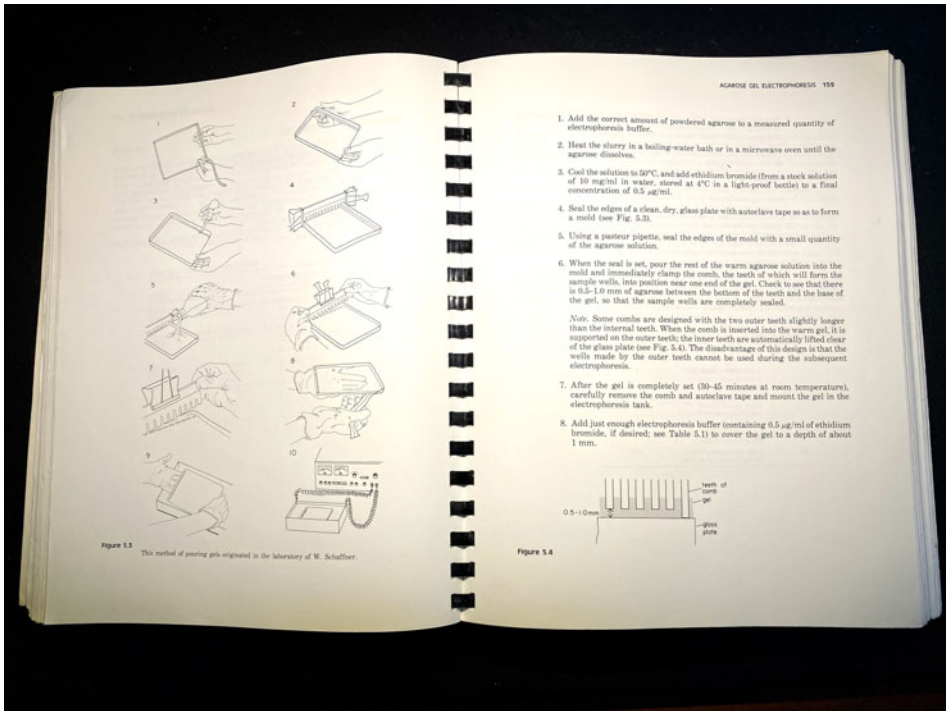 1
2
3
4
5
6
7
8
9
10
Figure 5.3
This method of pouring gels originated in the laboratory of W. Schaffner.
AGAROSE GEL ELECTROPHORESIS 159
1. Add the correct amount of powdered agarose to a measured quantity of
electrophoresis buffer.
2. Heat the slurry in a boiling-water bath or in a microwave oven until the
agarose dissolves.
3. Cool the solution to 50°C, and add ethidium bromide (from a stock solution
of 10 mg/ml in water, stored at 4°C in a light-proof bottle) to a final
concentration of 0.5 μg/ml.
4. Seal the edges of a clean, dry, glass plate with autoclave tape so as to form
a mold (see Fig. 5.3).
5. Using a pasteur pipette, seal the edges of the mold with a small quantity
of the agarose solution.
6. When the seal is set, pour the rest of the warm agarose solution into the
mold and immediately clamp the comb, the teeth of which will form the
sample wells, into position near one end of the gel. Check to see that there
is 0.5–1.0 mm of agarose between the bottom of the teeth and the base of
the gel, so that the sample wells are completely sealed.
Note. Some combs are designed with the two outer teeth slightly longer
than the internal teeth. When the comb is inserted into the warm gel, it is
supported on the outer teeth; the inner teeth are automatically lifted clear
of the glass plate (see Fig. 5.4). The disadvantage of this design is that the
wells made by the outer teeth cannot be used during the subsequent
electrophoresis.
7. After the gel is completely set (30–45 minutes at room temperature),
carefully remove the comb and autoclave tape and mount the gel in the
electrophoresis tank.
8. Add just enough electrophoresis buffer (containing 0.5 μg/ml of ethidium
bromide, if desired; see Table 5.1) to cover the gel to a depth of about
1 mm.
teeth of
comb
gel
0.5–1.0mm
glass
plate
Figure 5.4